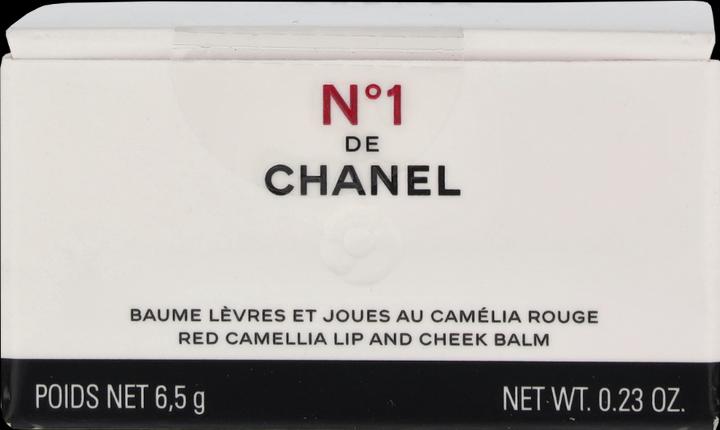 N°1
DE
CHANEL
BAUME LÈVRES ET JOUES AU CAMÉLIA ROUGE
RED CAMELLIA LIP AND CHEEK BALM
POIDS NET 6,5 g
NET WT. 0.23 OZ.